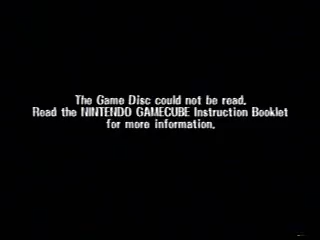 The Game Disc could not be read.
Read the NINTENDO GAMECUBE Instruction Booklet
for more information.